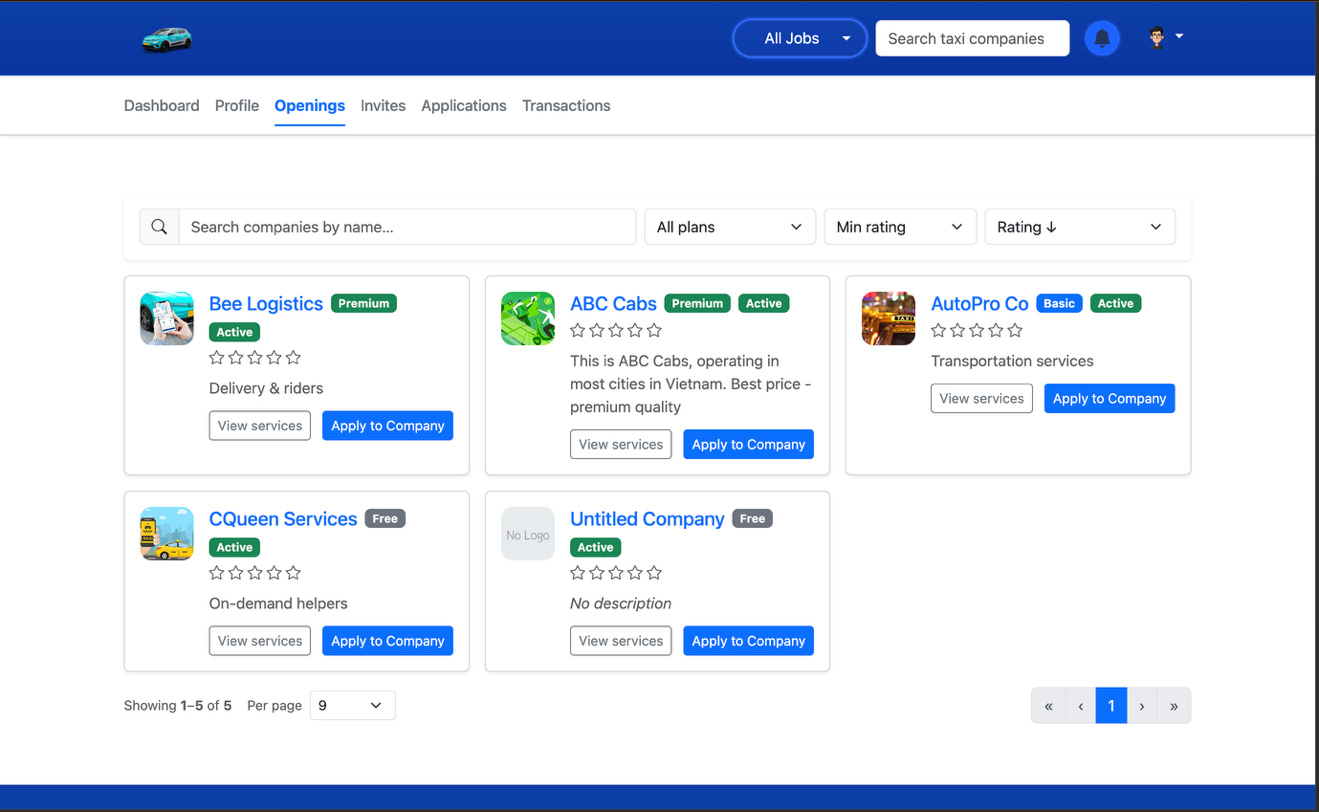 All Jobs
Search taxi companies
Dashboard Profile Openings Invites Applications Transactions
Search companies by name...
All plans
Min rating
Rating ↓
Bee Logistics Premium
Active
Delivery & riders
View services Apply to Company
ABC Cabs Premium Active
This is ABC Cabs, operating in
most cities in Vietnam. Best price -
premium quality
View services Apply to Company
TAXI
AutoPro Co Basic Active
Transportation services
View services Apply to Company
CQueen Services Free
Active
On-demand helpers
View services Apply to Company
No Logo
Untitled Company Free
Active
No description
View services Apply to Company
Showing 1–5 of 5 Per page 9
« ‹ 1 › »